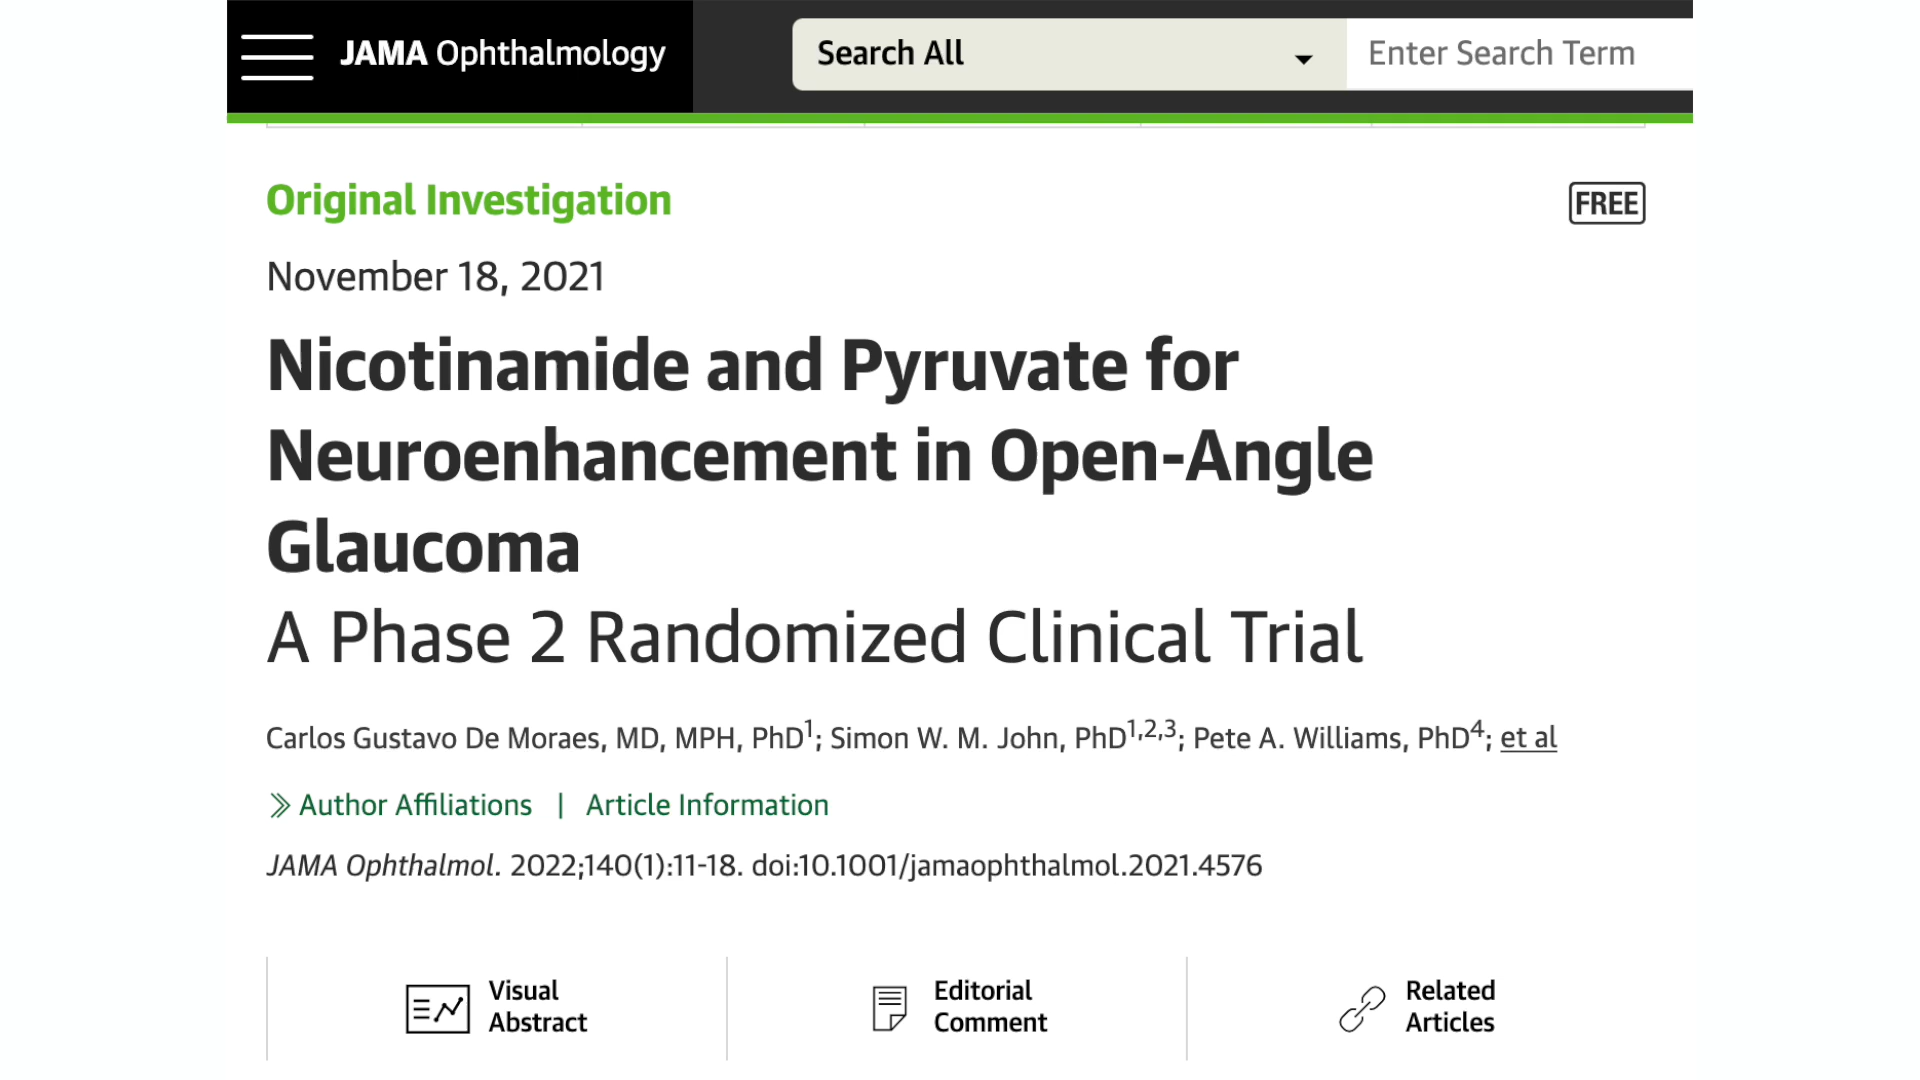 JAMA Ophthalmology
Search All
Enter Search Term
Original Investigation
FREE
November 18, 2021
Nicotinamide and Pyruvate for
Neuroenhancement in Open-Angle
Glaucoma
A Phase 2 Randomized Clinical Trial
Carlos Gustavo De Moraes, MD, MPH, PhD1; Simon W. M. John, PhD1,2,3; Pete A. Williams, PhD4; et al
Author Affiliations | Article Information
JAMA Ophthalmol. 2022;140(1):11-18. doi:10.1001/jamaophthalmol.2021.4576
Visual
Abstract
Editorial
Comment
Related
Articles